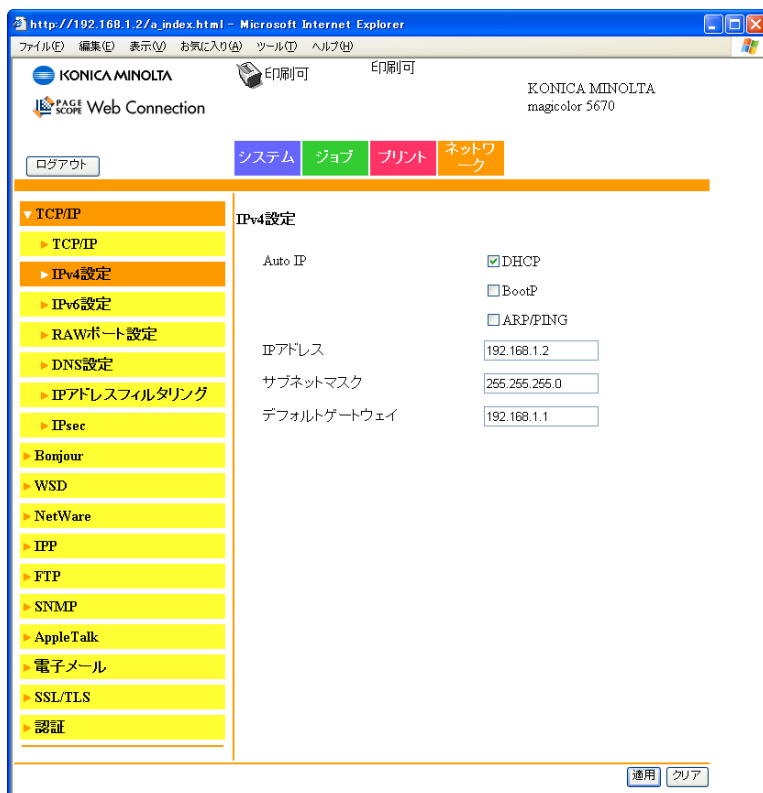 http://192.168.1.2/a_index.html - Microsoft Internet Explorer
ファイル(F) 編集(E) 表示(V) お気に入り(A) ツール(T) ヘルプ(H)
KONICA MINOLTA
印刷可
印刷可
KONICA MINOLTA
magicolor 5670
PAGE SCOPE Web Connection
ログアウト
システム
ジョブ
プリント
ネットワ
ーク
TCP/IP
TCP/IP
IPv4設定
IPv6設定
RAWポート設定
DNS設定
IPアドレスフィルタリング
IPsec
Bonjour
WSD
NetWare
IPP
FTP
SNMP
AppleTalk
電子メール
SSL/TLS
認証
IPv4設定
Auto IP
DHCP
BootP
ARP/PING
IPアドレス
192.168.1.2
サブネットマスク
255.255.255.0
デフォルトゲートウェイ
192.168.1.1
適用
クリア